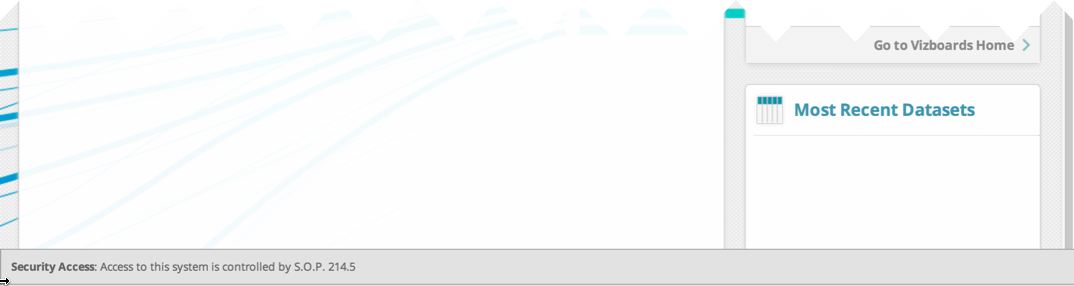 Go to Vizboards Home
Most Recent Datasets
Security Access: Access to this system is controlled by S.O.P. 214.5